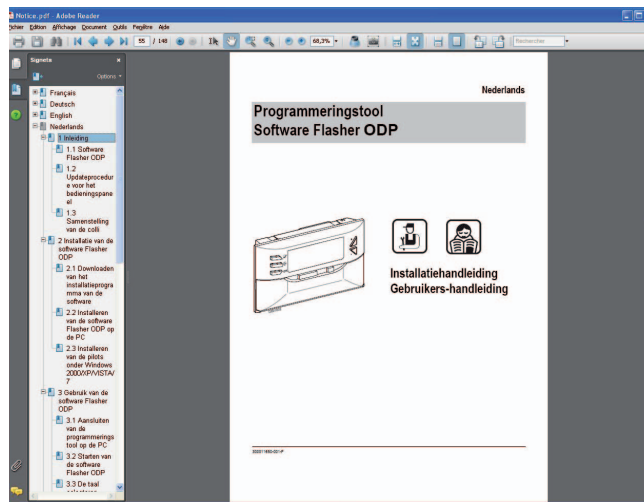 Notice.pdf - Adobe Reader
Fichier Edition Affichage Document Outils Fenêtre Aide
55 / 148
68,3%
Rechercher
Signets
Options
Français
Deutsch
English
Nederlands
1 Inleiding
1.1 Software
Flasher ODP
1.2
Updateprocedur
e voor het
bedieningspane
el
1.3
Samenstelling
van de colli
2 Installatie van de
software Flasher
ODP
2.1 Downloaden
van het
installatieprogra
mma van de
software
2.2 Installeren
van de software
Flasher ODP op
de PC
2.3 Installeren
van de pilots
onder Windows
2000/XP/VISTA/
7
3 Gebruik van de
software Flasher
ODP
3.1 Aansluiten
van de
programmerings
tool op de PC
3.2 Starten van
de software
Flasher ODP
3.3 De taal
Nederlands
Programmeringstool
Software Flasher ODP
Installatiehandleiding
Gebruikers-handleiding